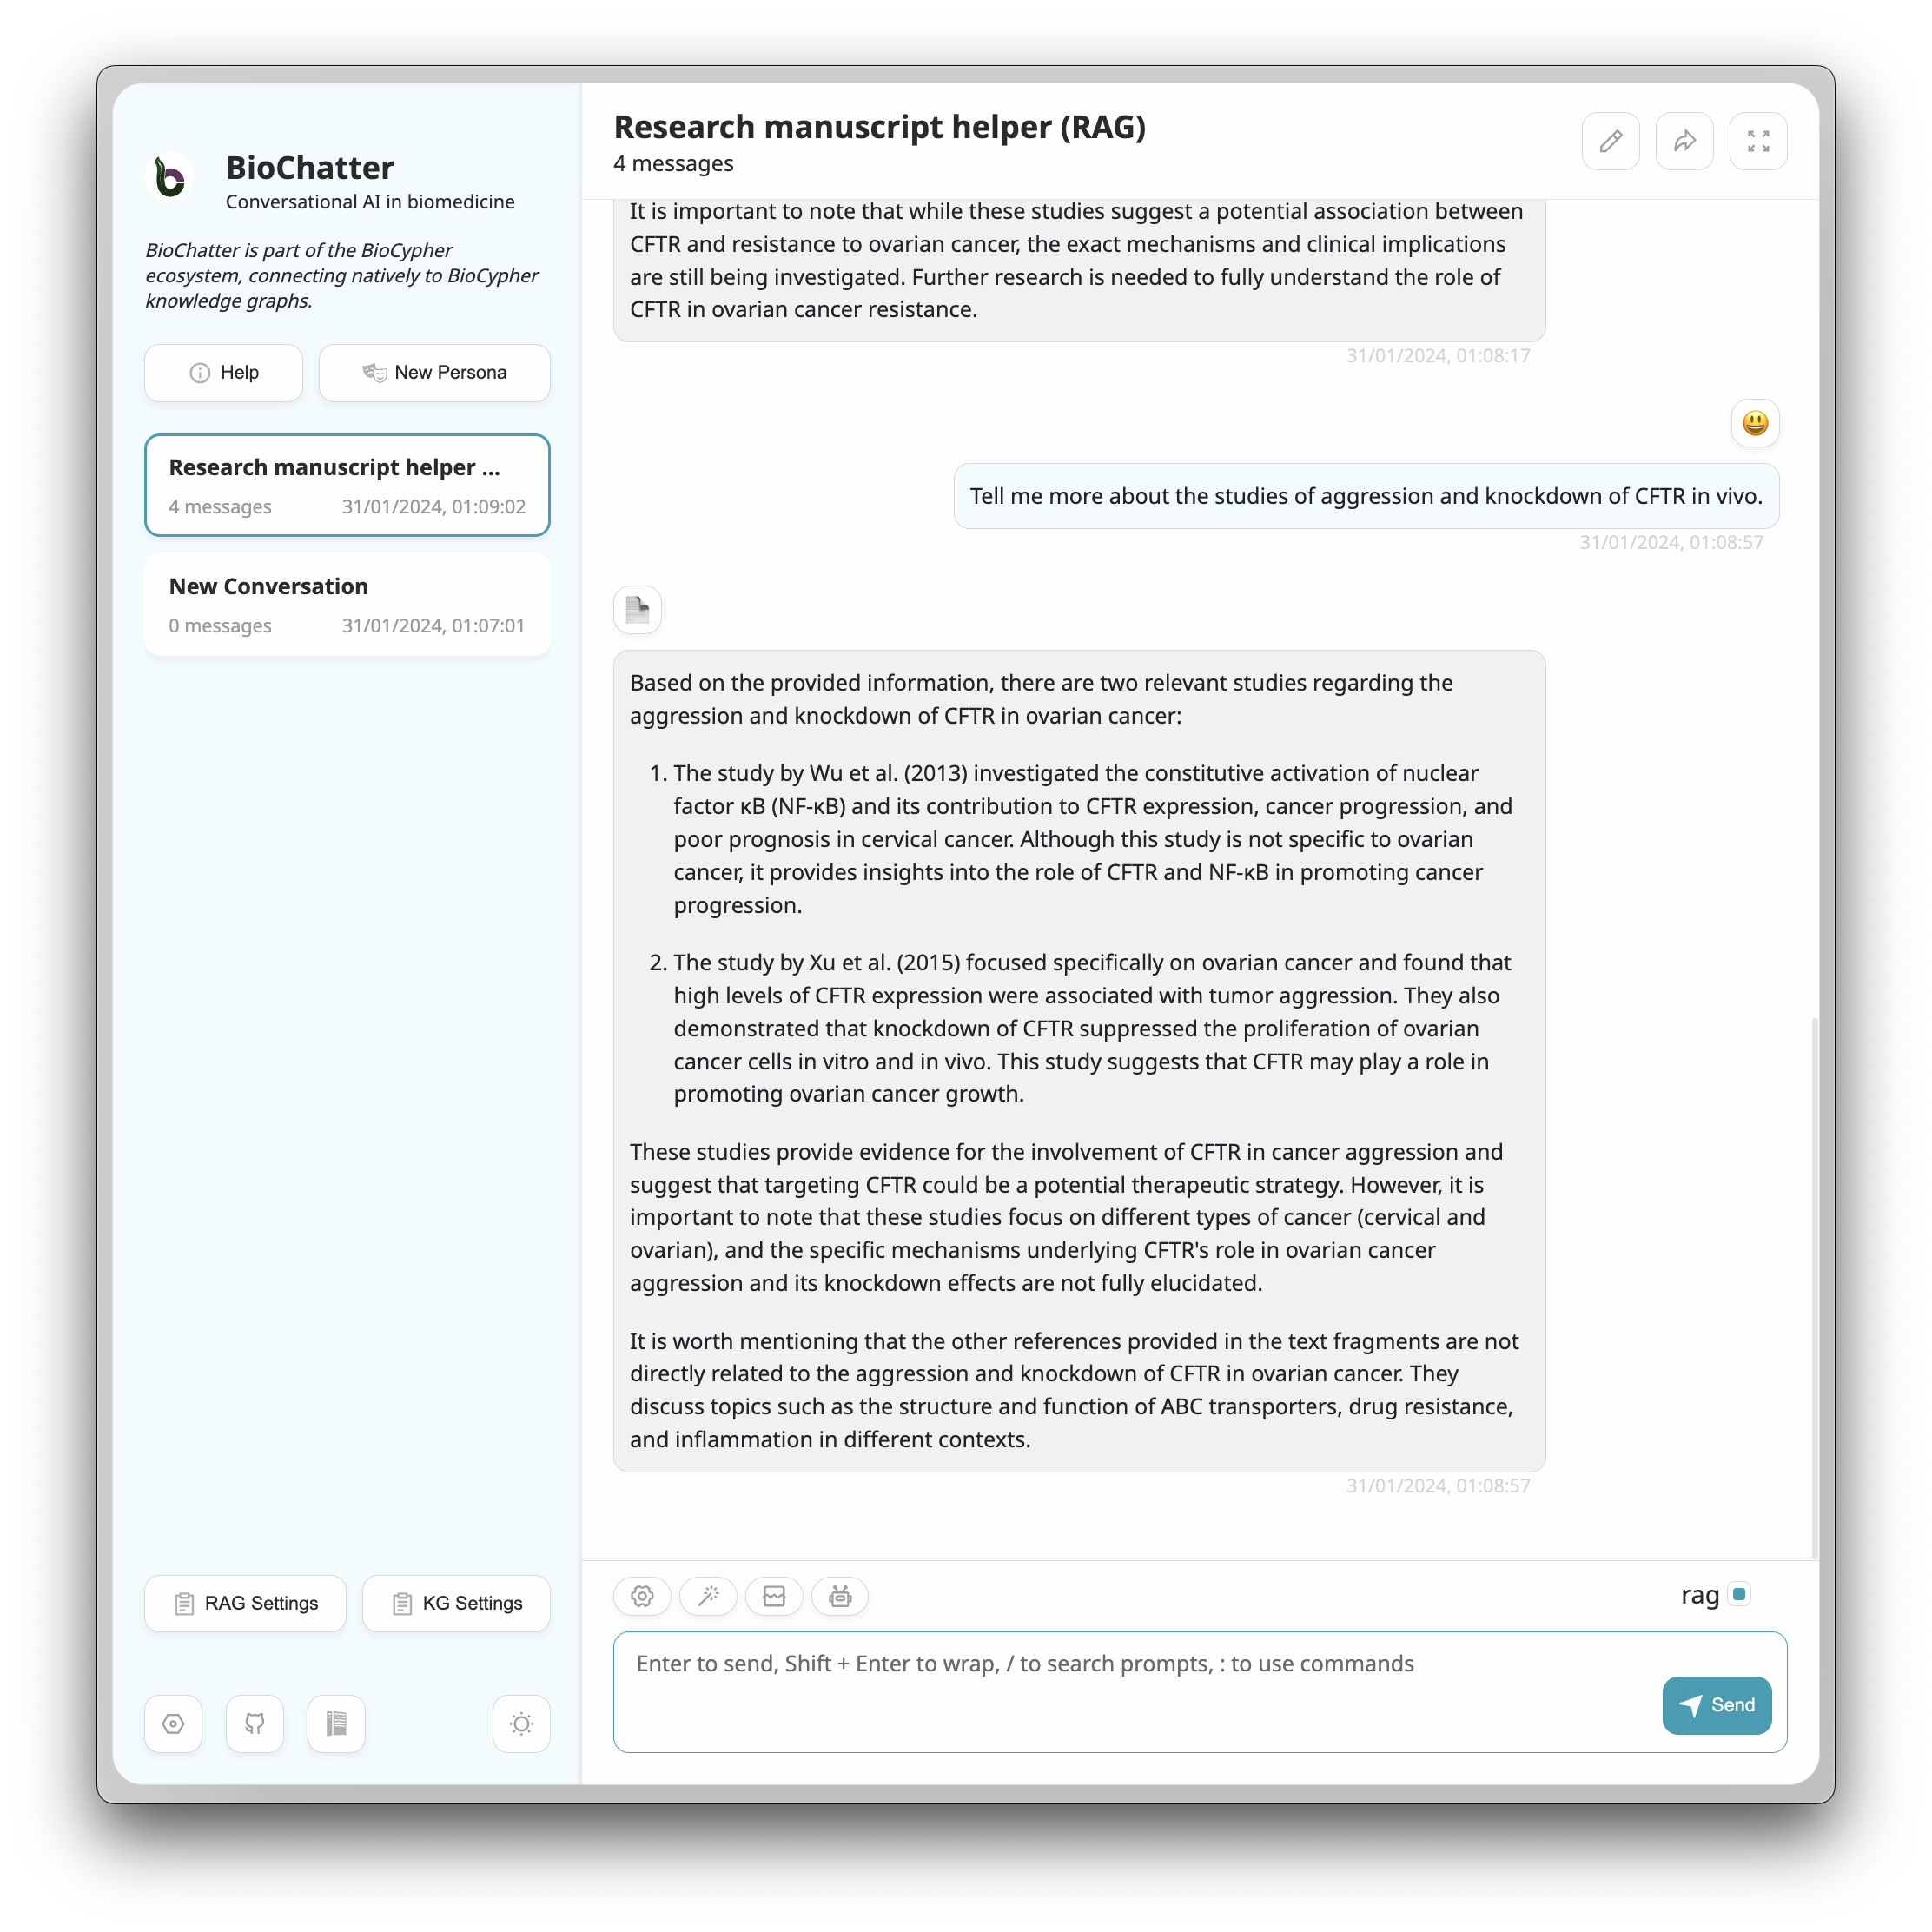 BioChatter
Conversational AI in biomedicine
BioChatter is part of the BioCypher
ecosystem, connecting natively to BioCypher
knowledge graphs.
Help
New Persona
Research manuscript helper ...
4 messages
31/01/2024, 01:09:02
New Conversation
0 messages
31/01/2024, 01:07:01
RAG Settings
KG Settings
Research manuscript helper (RAG)
4 messages
It is important to note that while these studies suggest a potential association between
CFTR and resistance to ovarian cancer, the exact mechanisms and clinical implications
are still being investigated. Further research is needed to fully understand the role of
CFTR in ovarian cancer resistance.
31/01/2024, 01:08:17
Tell me more about the studies of aggression and knockdown of CFTR in vivo.
31/01/2024, 01:08:57
Based on the provided information, there are two relevant studies regarding the
aggression and knockdown of CFTR in ovarian cancer:
1. The study by Wu et al. (2013) investigated the constitutive activation of nuclear
factor κB (NF-κB) and its contribution to CFTR expression, cancer progression, and
poor prognosis in cervical cancer. Although this study is not specific to ovarian
cancer, it provides insights into the role of CFTR and NF-κB in promoting cancer
progression.
2. The study by Xu et al. (2015) focused specifically on ovarian cancer and found that
high levels of CFTR expression were associated with tumor aggression. They also
demonstrated that knockdown of CFTR suppressed the proliferation of ovarian
cancer cells in vitro and in vivo. This study suggests that CFTR may play a role in
promoting ovarian cancer growth.
These studies provide evidence for the involvement of CFTR in cancer aggression and
suggest that targeting CFTR could be a potential therapeutic strategy. However, it is
important to note that these studies focus on different types of cancer (cervical and
ovarian), and the specific mechanisms underlying CFTR's role in ovarian cancer
aggression and its knockdown effects are not fully elucidated.
It is worth mentioning that the other references provided in the text fragments are not
directly related to the aggression and knockdown of CFTR in ovarian cancer. They
discuss topics such as the structure and function of ABC transporters, drug resistance,
and inflammation in different contexts.
31/01/2024, 01:08:57
rag
Enter to send, Shift + Enter to wrap, / to search prompts, : to use commands
Send